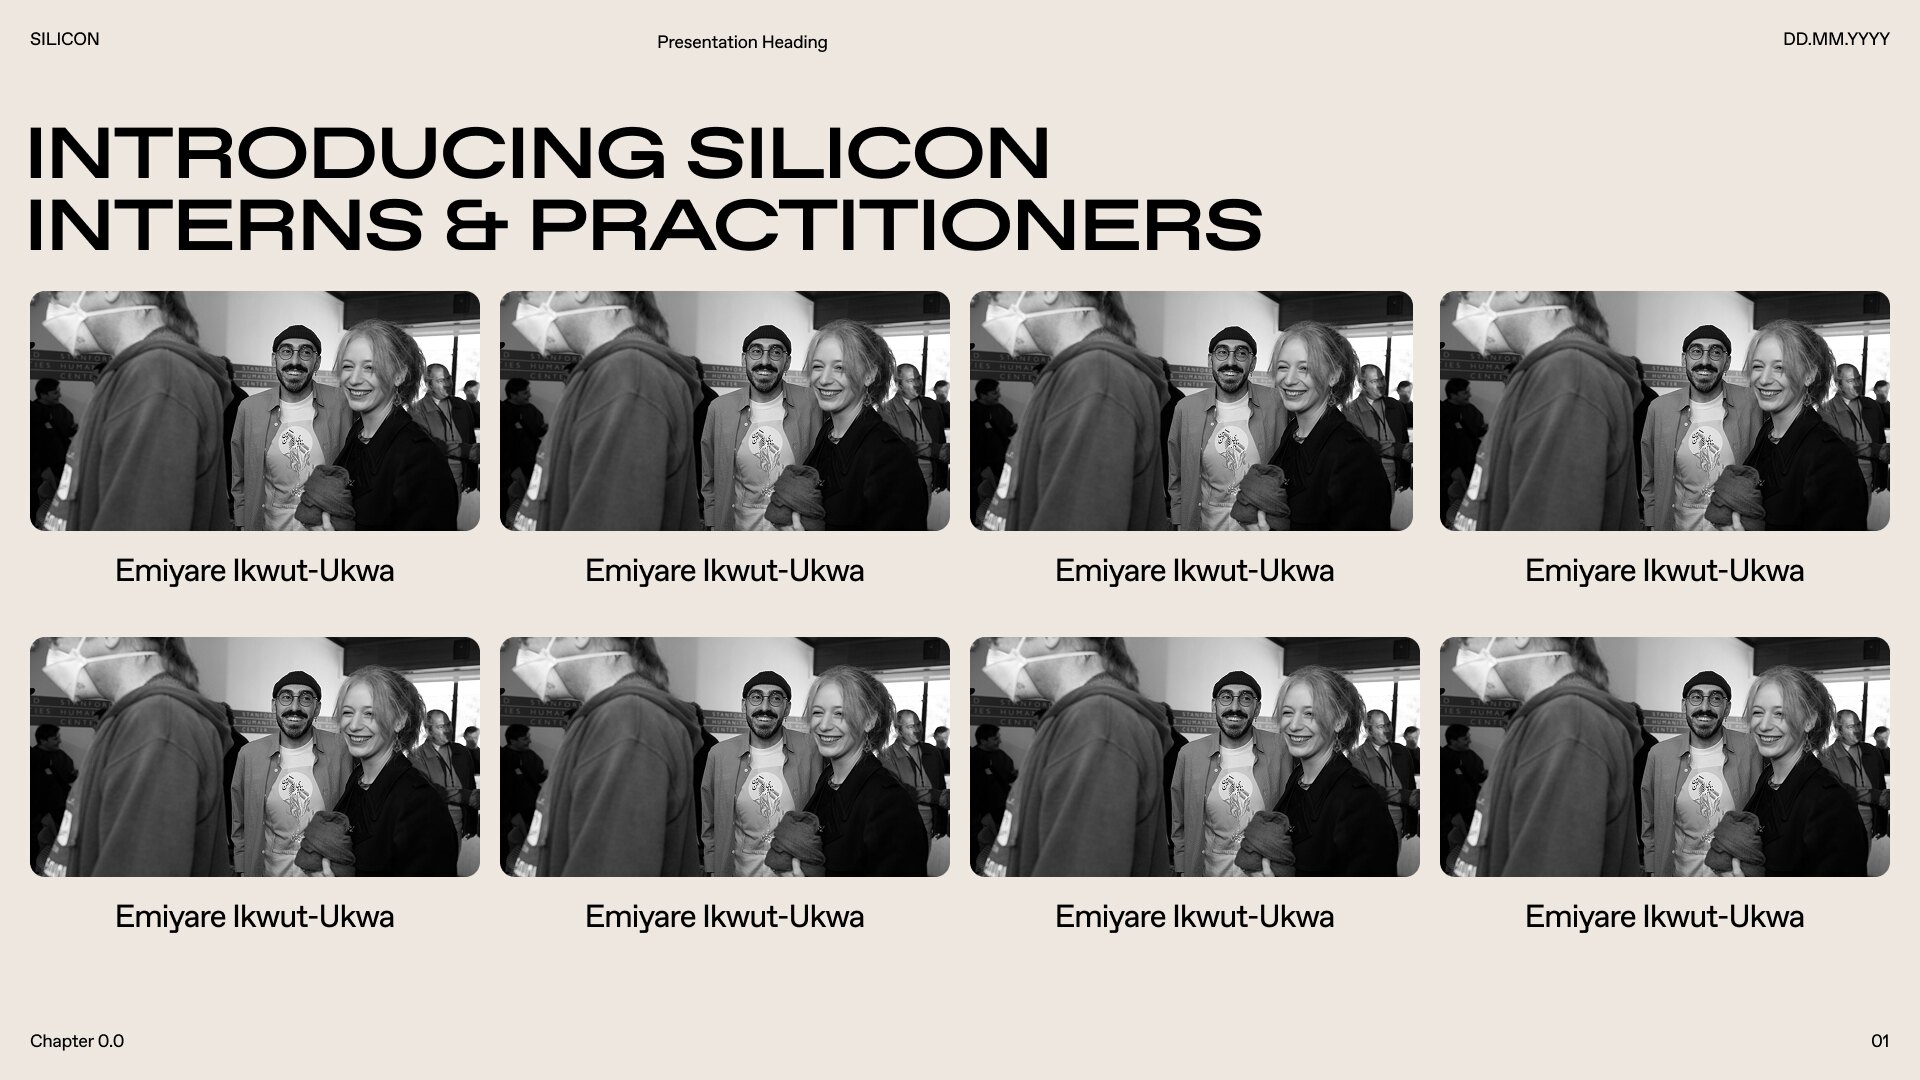 SILICON
Presentation Heading
DD.MM.YYYY
INTRODUCING SILICON
INTERNS & PRACTITIONERS
Emiyare Ikwut-Ukwa
Emiyare Ikwut-Ukwa
Emiyare Ikwut-Ukwa
Emiyare Ikwut-Ukwa
Emiyare Ikwut-Ukwa
Emiyare Ikwut-Ukwa
Emiyare Ikwut-Ukwa
Emiyare Ikwut-Ukwa
Chapter 0.0
01